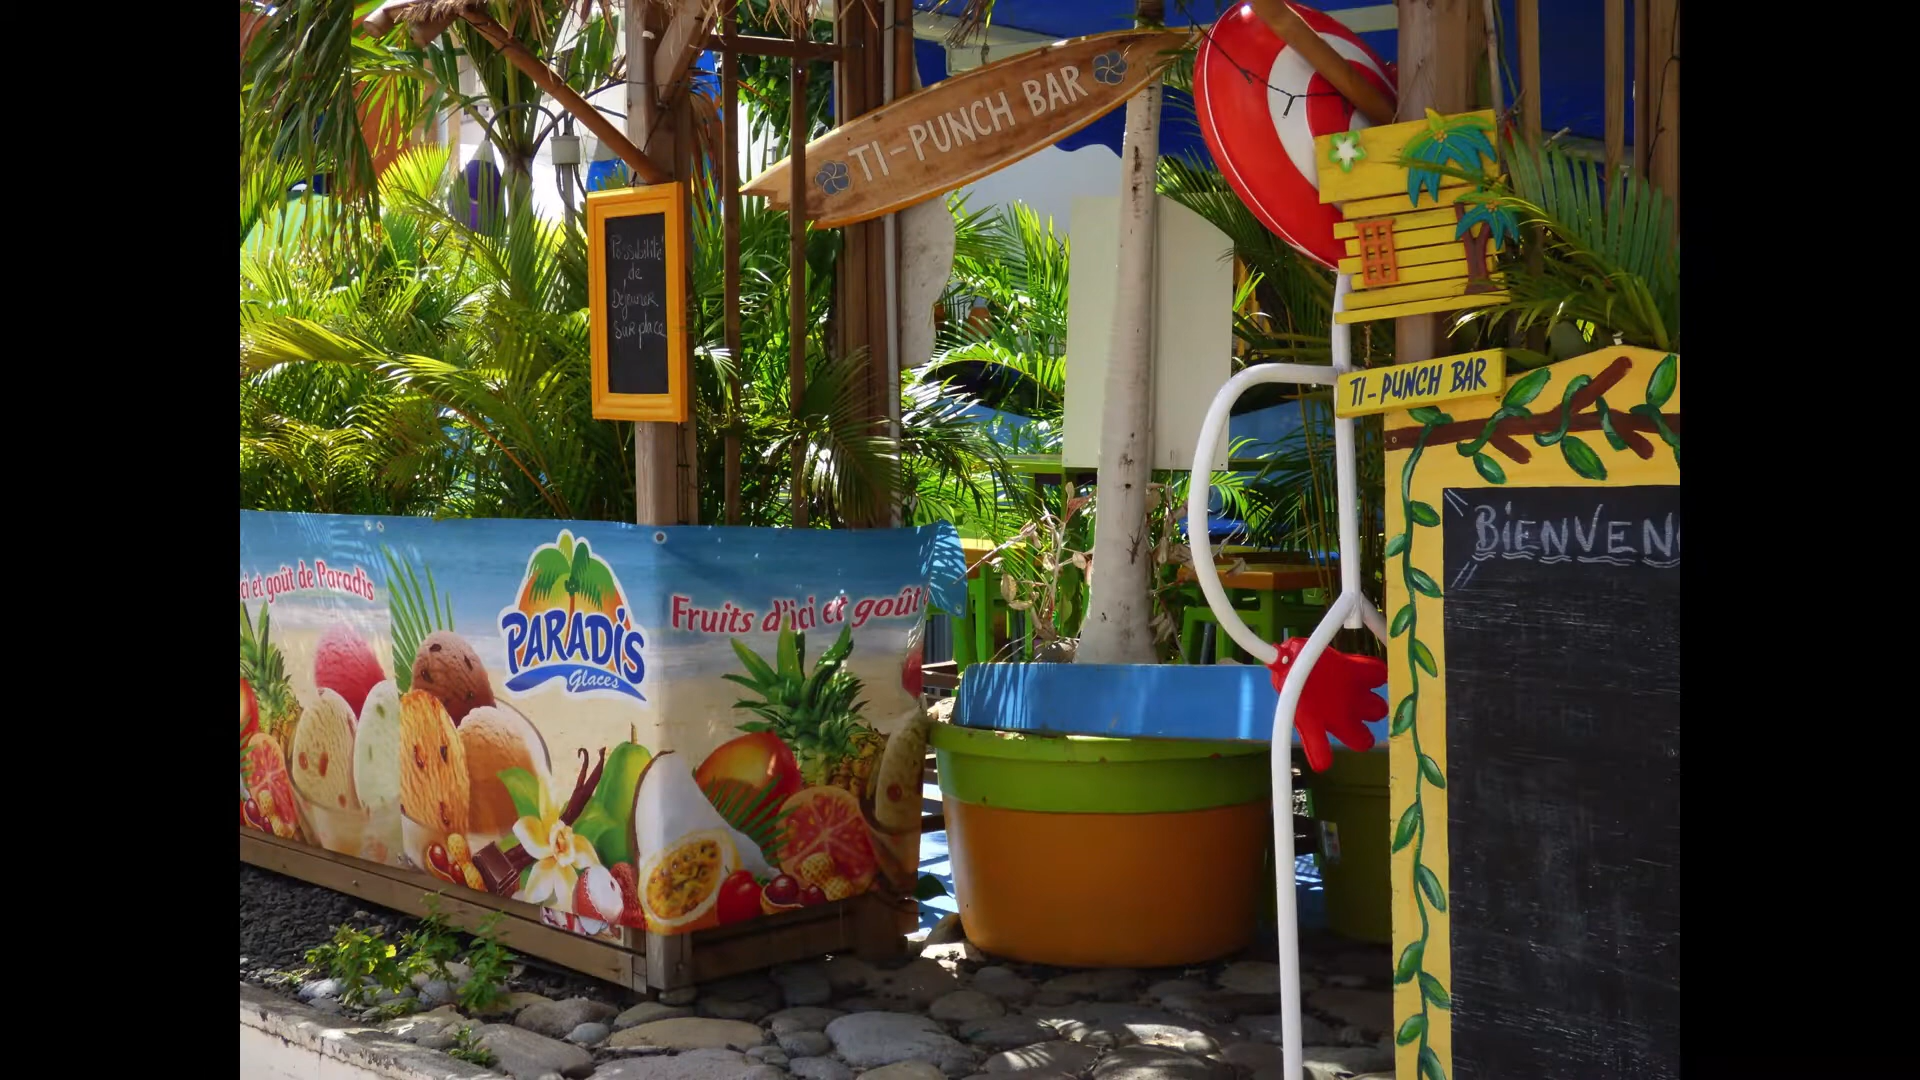 TI-PUNCH BAR
Possibilité
de
Déjeuner
sur place
TI-PUNCH BAR
BIENVEN
ci et goût de Paradis
PARADIS
Glaces
Fruits d'ici et goût